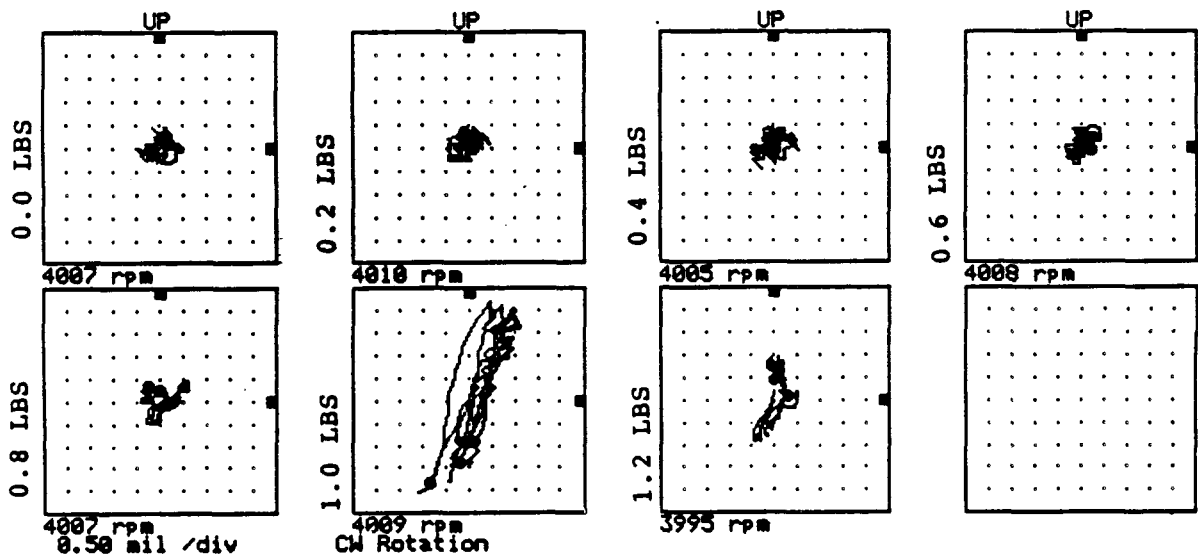 UP
UP
UP
UP
0.0 LBS
0.2 LBS
0.4 LBS
0.6 LBS
4007 rpm
4010 rpm
4005 rpm
4008 rpm
0.8 LBS
1.0 LBS
1.2 LBS
4007 rpm
4009 rpm
3995 rpm
0.50 mil /div
CW Rotation